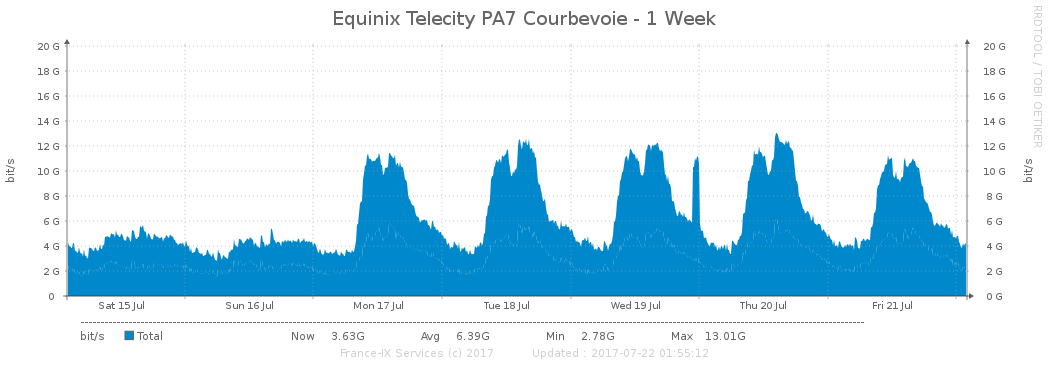 Equinix Telecity PA7 Courbevoie - 1 Week
RRDTOOL / TOBI OETIKER
20 G 20 G
18 G 18 G
16 G 16 G
14 G 14 G
12 G 12 G
10 G 10 G
8 G 8 G
6 G 6 G
4 G 4 G
2 G 2 G
0 0 G
bit/s
bit/s
Sat 15 Jul Sun 16 Jul Mon 17 Jul Tue 18 Jul Wed 19 Jul Thu 20 Jul Fri 21 Jul
bit/s Total Now 3.63G Avg 6.39G Min 2.78G Max 13.01G
France-IX Services (c) 2017 Updated : 2017-07-22 01:55:12